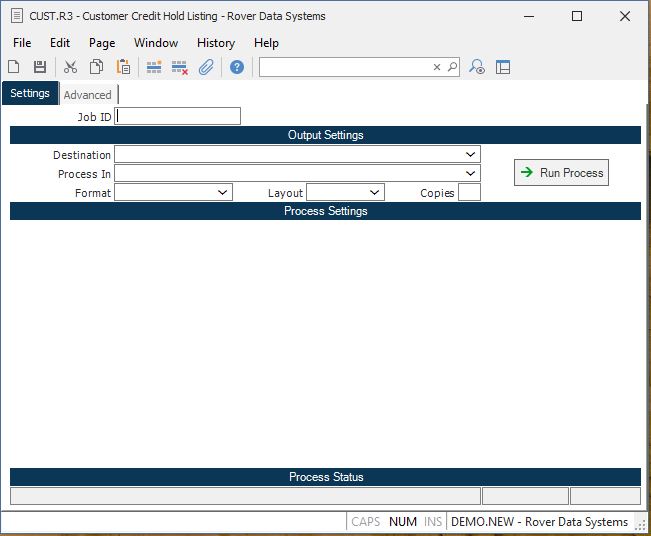 CUST.R3 - Customer Credit Hold Listing - Rover Data Systems
File Edit Page Window History Help
Settings Advanced
Job ID
Output Settings
Destination
Process In
Run Process
Format Layout Copies
Process Settings
Process Status
CAPS NUM INS DEMO.NEW - Rover Data Systems